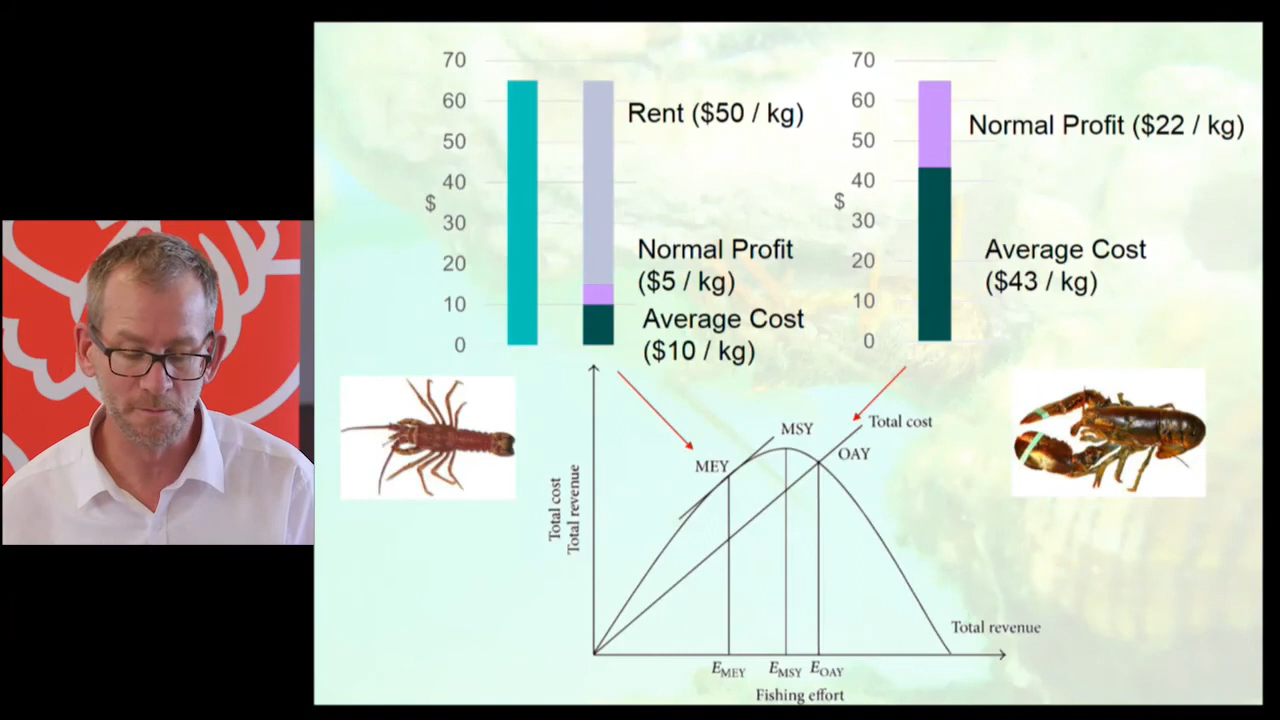 70
60
50
40
30
20
10
0
$
Rent ($50 / kg)
Normal Profit
($5 / kg)
Average Cost
($10 / kg)
70
60
50
40
30
20
10
0
$
Normal Profit ($22 / kg)
Average Cost
($43 / kg)
Total cost
Total revenue
MEY
MSY
OAY
Total cost
Total revenue
EMEY
EMSY
EOAY
Fishing effort